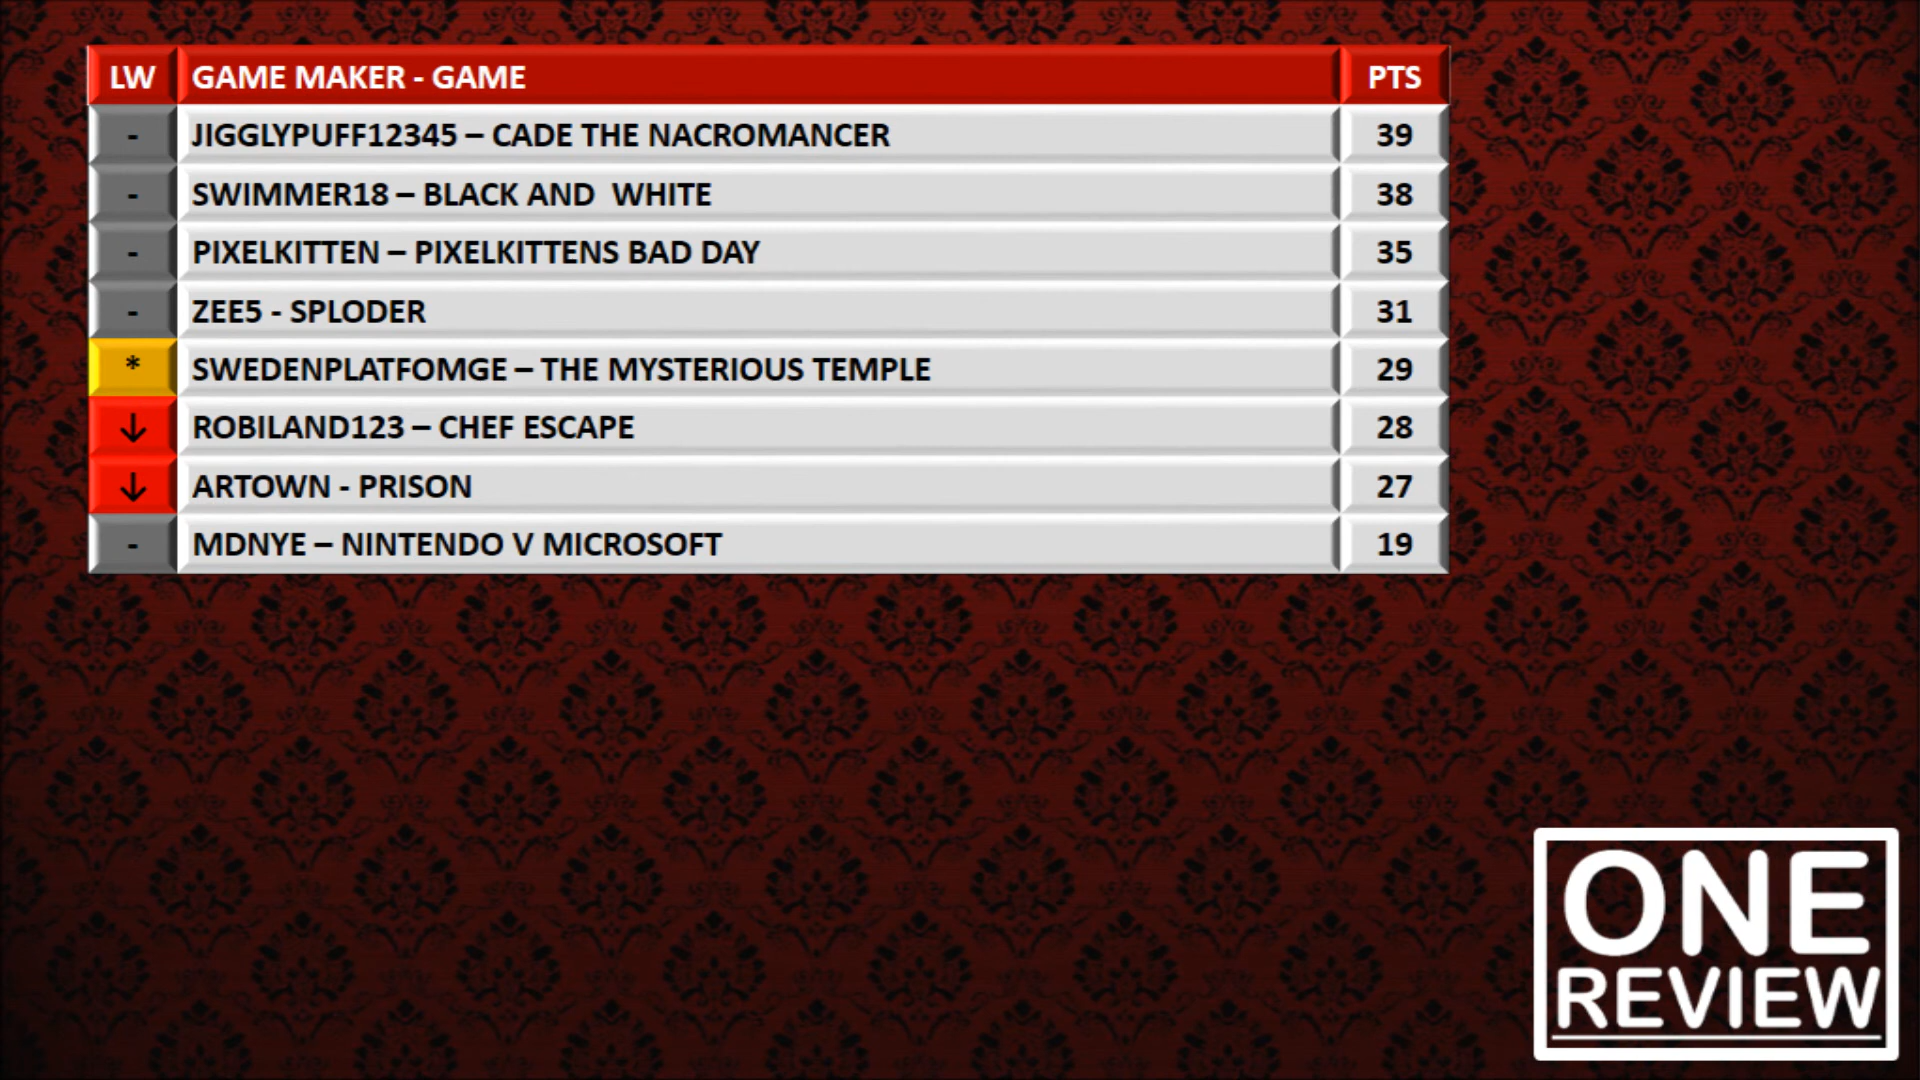 LW GAME MAKER - GAME PTS
- JIGGLYPUFF12345 – CADE THE NACROMANCER 39
- SWIMMER18 – BLACK AND  WHITE 38
- PIXELKITTEN – PIXELKITTENS BAD DAY 35
- ZEE5 - SPLODER 31
* SWEDENPLATFOMGE – THE MYSTERIOUS TEMPLE 29
↓ ROBILAND123 – CHEF ESCAPE 28
↓ ARTOWN - PRISON 27
- MDNYE – NINTENDO V MICROSOFT 19
ONE
REVIEW